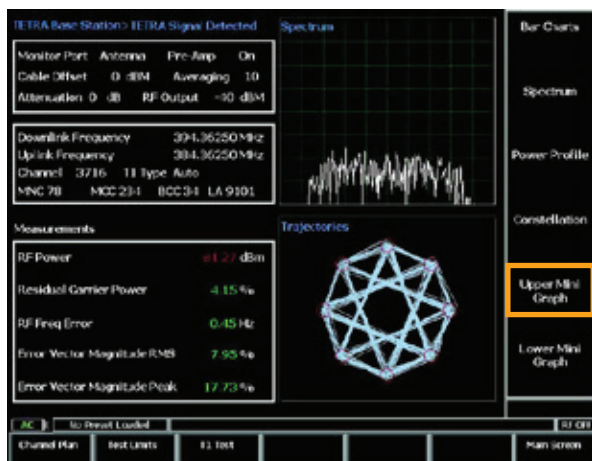 TETRA Base Station> TETRA Signal Detected
Monitor Port Antenna Pre-Amp On
Cable Offset 0 dBM Averaging 10
Attenuation 0 dB RF Output -10 dBM
Downlink Frequency 394.36250 MHz
Uplink Frequency 384.36250 MHz
Channel 3716 T1 Type Auto
MNC 78 MCC 234 BCC 34 LA 9101
Measurements
RF Power dBm
Residual Carrier Power 4.15 %
RF Freq Error 0.45 Hz
Error Vector Magnitude RMS 7.95 %
Error Vector Magnitude Peak 17.73 %
Spectrum
Trajectories
Bar Charts
Spectrum
Power Profile
Constellation
Upper Mini
Graph
Lower Mini
Graph
AC No Preset Loaded RF Off
Channel Plan Test Limits T1 Test Main Screen